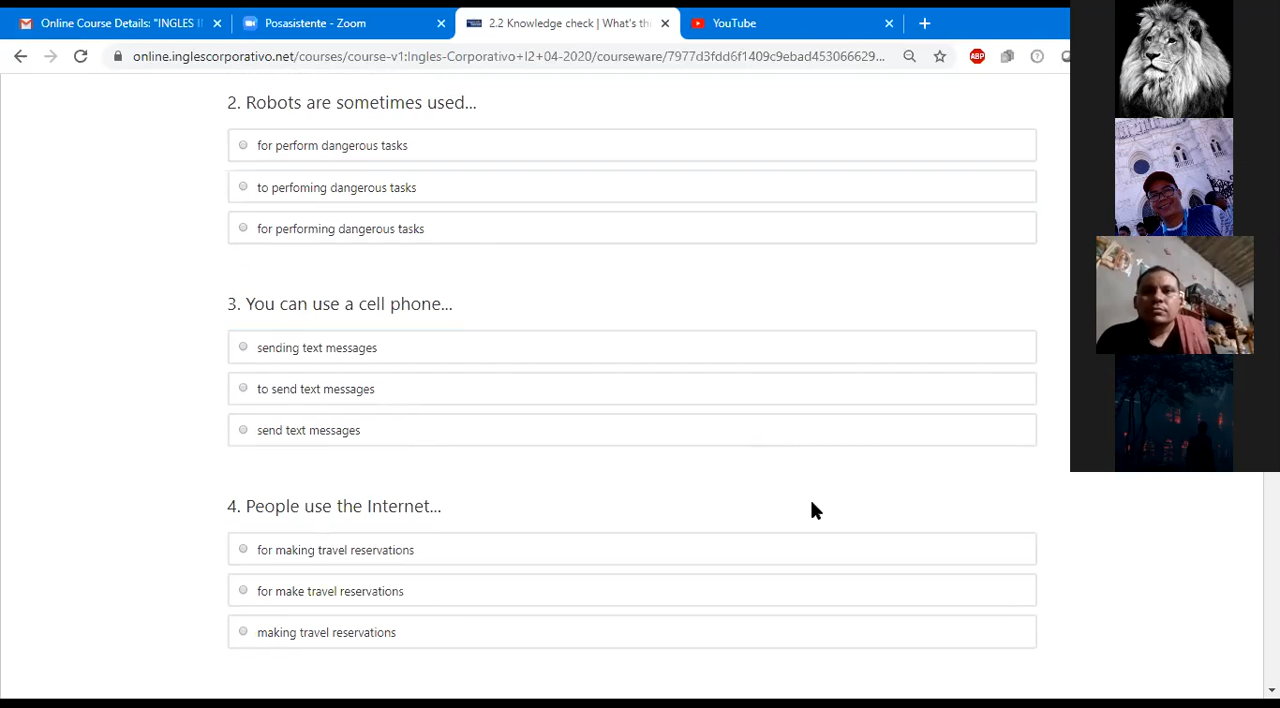 Online Course Details: "INGLES I
Posasistente - Zoom
2.2 Knowledge check | What's th
YouTube
online.inglescorporativo.net/courses/course-v1:Ingles-Corporativo+I2+04-2020/courseware/7977d3fdd6f1409c9ebad453066629...
ABP
2. Robots are sometimes used...
for perform dangerous tasks
to perfoming dangerous tasks
for performing dangerous tasks
3. You can use a cell phone...
sending text messages
to send text messages
send text messages
4. People use the Internet...
for making travel reservations
for make travel reservations
making travel reservations